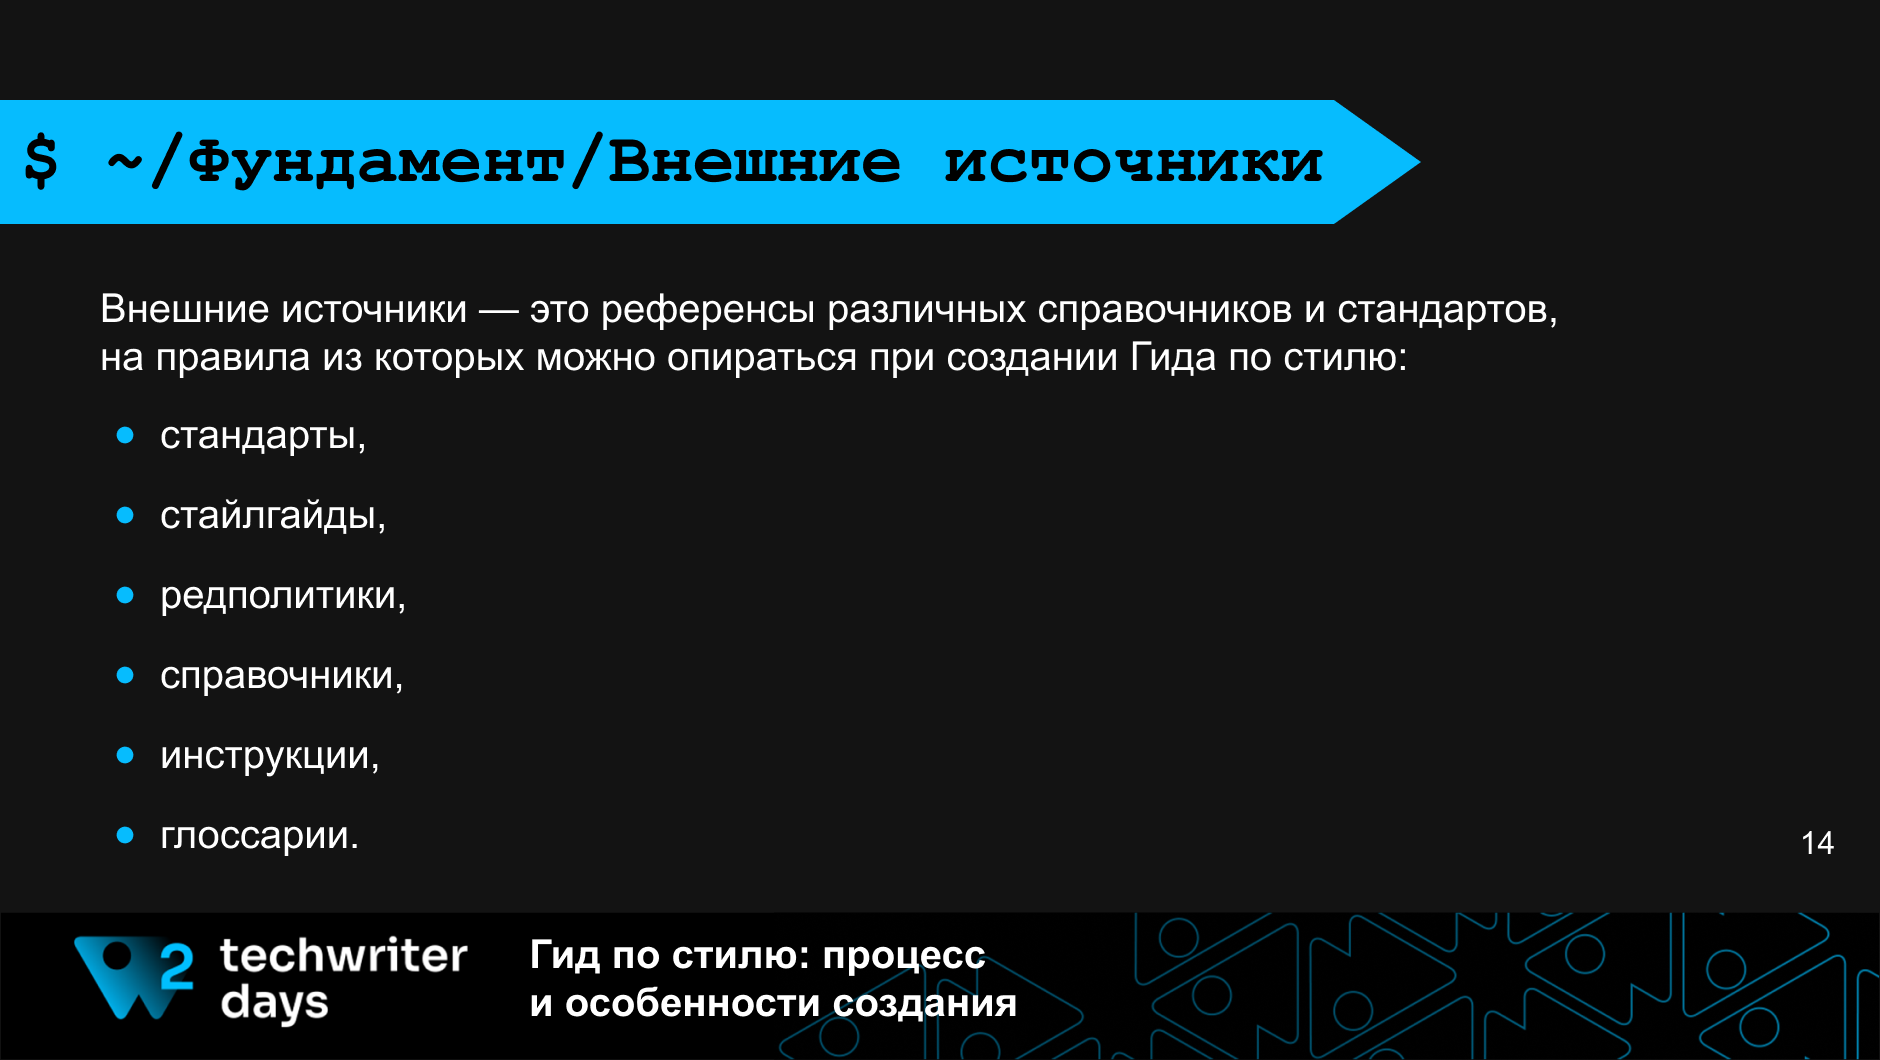 $ ~/Фундамент/Внешние источники
Внешние источники — это референсы различных справочников и стандартов,
на правила из которых можно опираться при создании Гида по стилю:
● стандарты,
● стайлгайды,
● редполитики,
● справочники,
● инструкции,
● глоссарии.
14
2 techwriter
days
Гид по стилю: процесс
и особенности создания